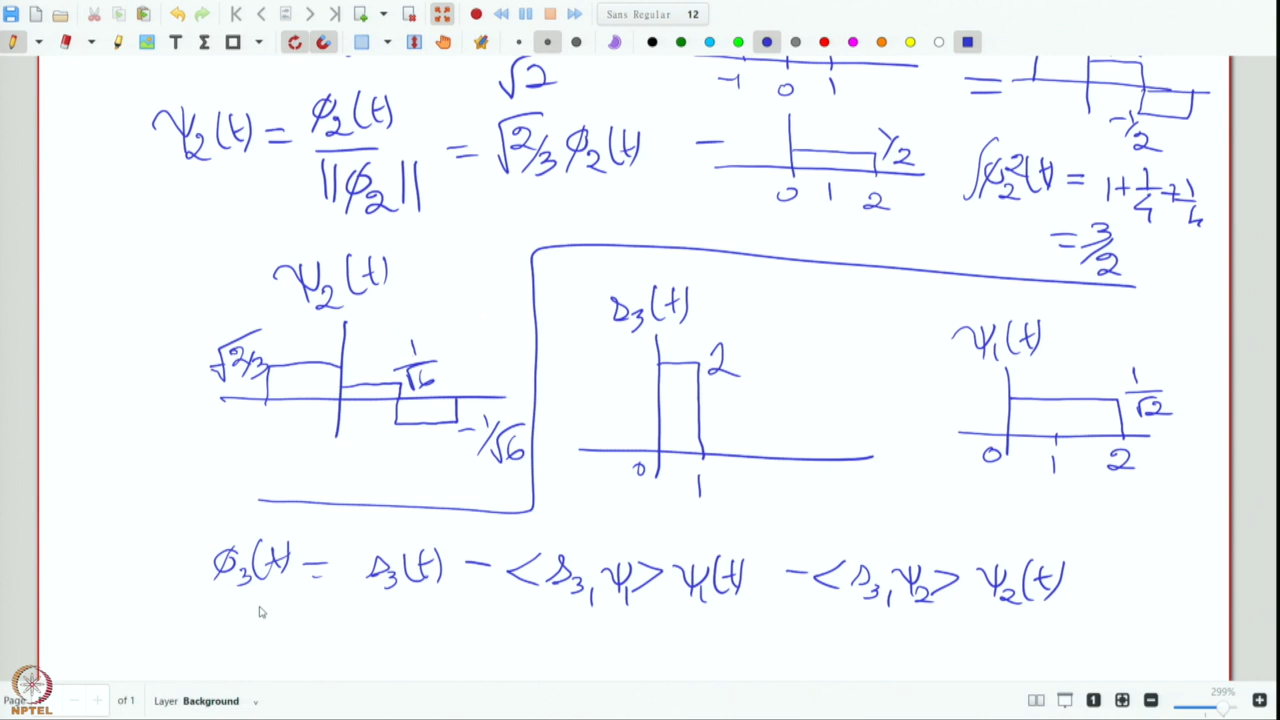 Sans Regular 12
√2
-1 0 1
-1/2
ψ₂(t) = φ₂(t) / ||φ₂|| = √2/3 φ₂(t)
- 1/2
0 1 2
∫φ₂²(t) = 1 + 1/4 + 1/4
= 3/2
ψ₂(t)
√2/3
1/√6
-1/√6
s₃(t)
2
0 1
ψ₁(t)
1/√2
0 1 2
φ₃(t) = s₃(t) - <s₃, ψ₁> ψ₁(t) - <s₃, ψ₂> ψ₂(t)
Page of 1 Layer Background
299%
NPTEL